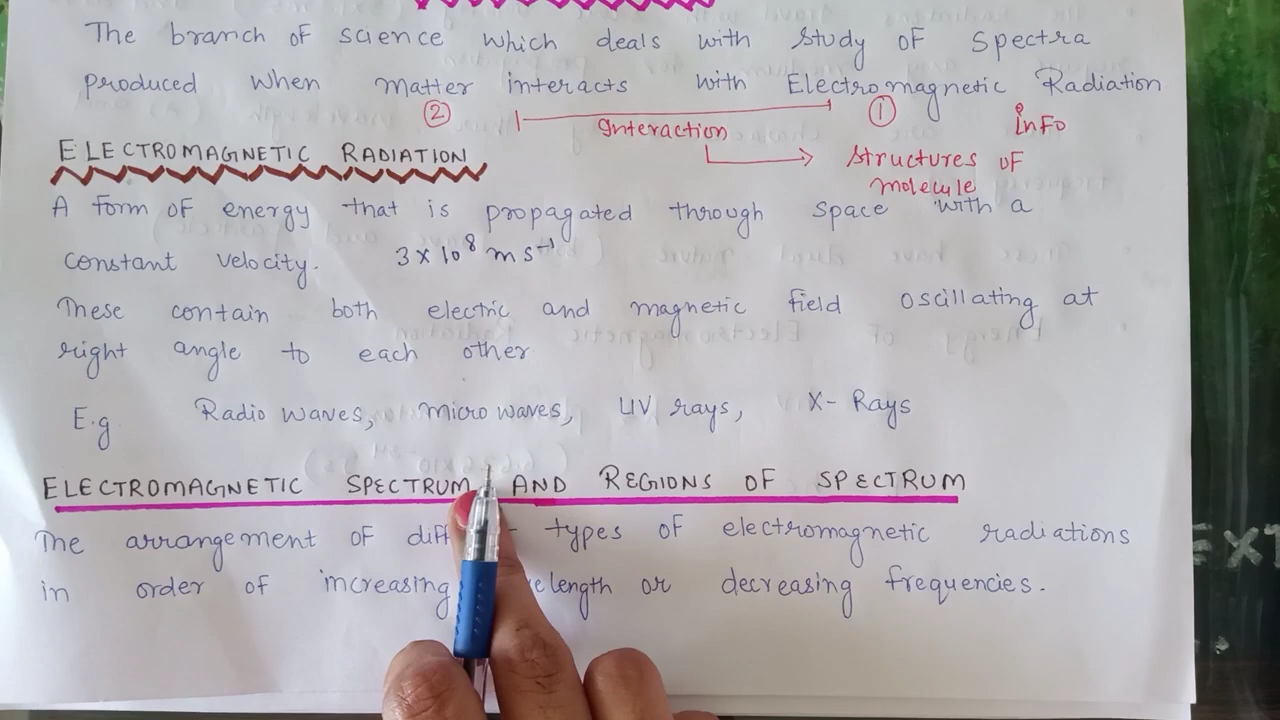 The branch of science which deals with study of spectra
produced when matter interacts with Electromagnetic Radiation
② Interaction ① info
structures of
molecule
ELECTROMAGNETIC RADIATION
A form of energy that is propagated through space with a
constant velocity. 3 × 10⁸ m s⁻¹
These contain both electric and magnetic field oscillating at
right angle to each other
E.g Radio waves, micro waves, UV rays, X- Rays
ELECTROMAGNETIC SPECTRUM AND REGIONS OF SPECTRUM
The arrangement of types of electromagnetic radiations
in order of increasing or decreasing frequencies.